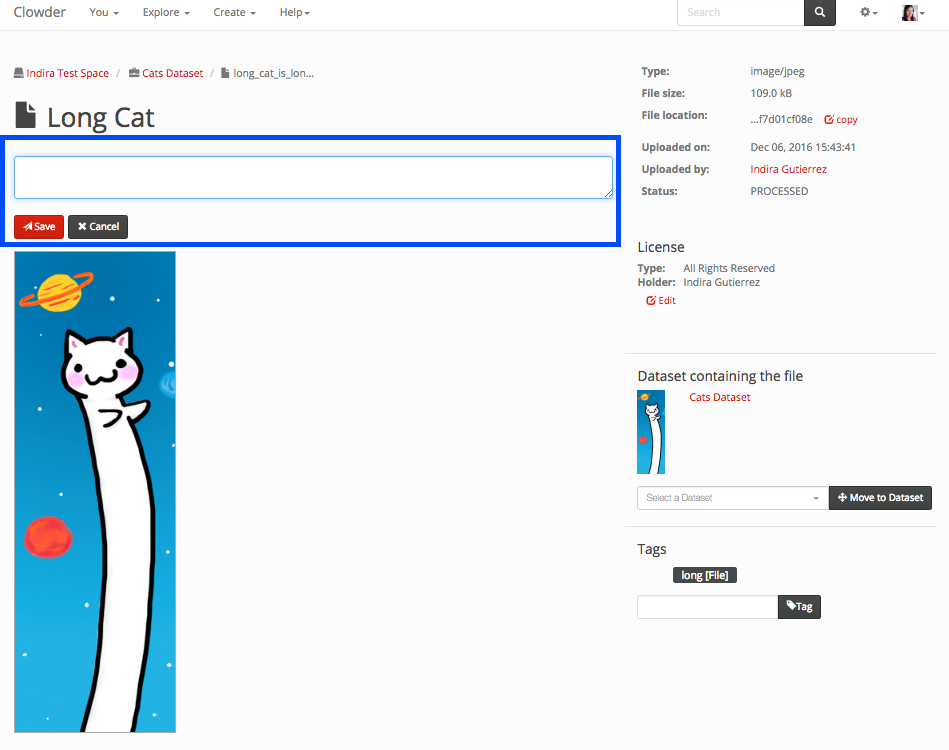 Clowder You Explore Create Help Search
Indira Test Space / Cats Dataset / long_cat_is_lon...
Long Cat
Save Cancel
Type: image/jpeg
File size: 109.0 kB
File location: ...f7d01cf08e copy
Uploaded on: Dec 06, 2016 15:43:41
Uploaded by: Indira Gutierrez
Status: PROCESSED
License
Type: All Rights Reserved
Holder: Indira Gutierrez
Edit
Dataset containing the file
Cats Dataset
Select a Dataset Move to Dataset
Tags
long [File]
Tag